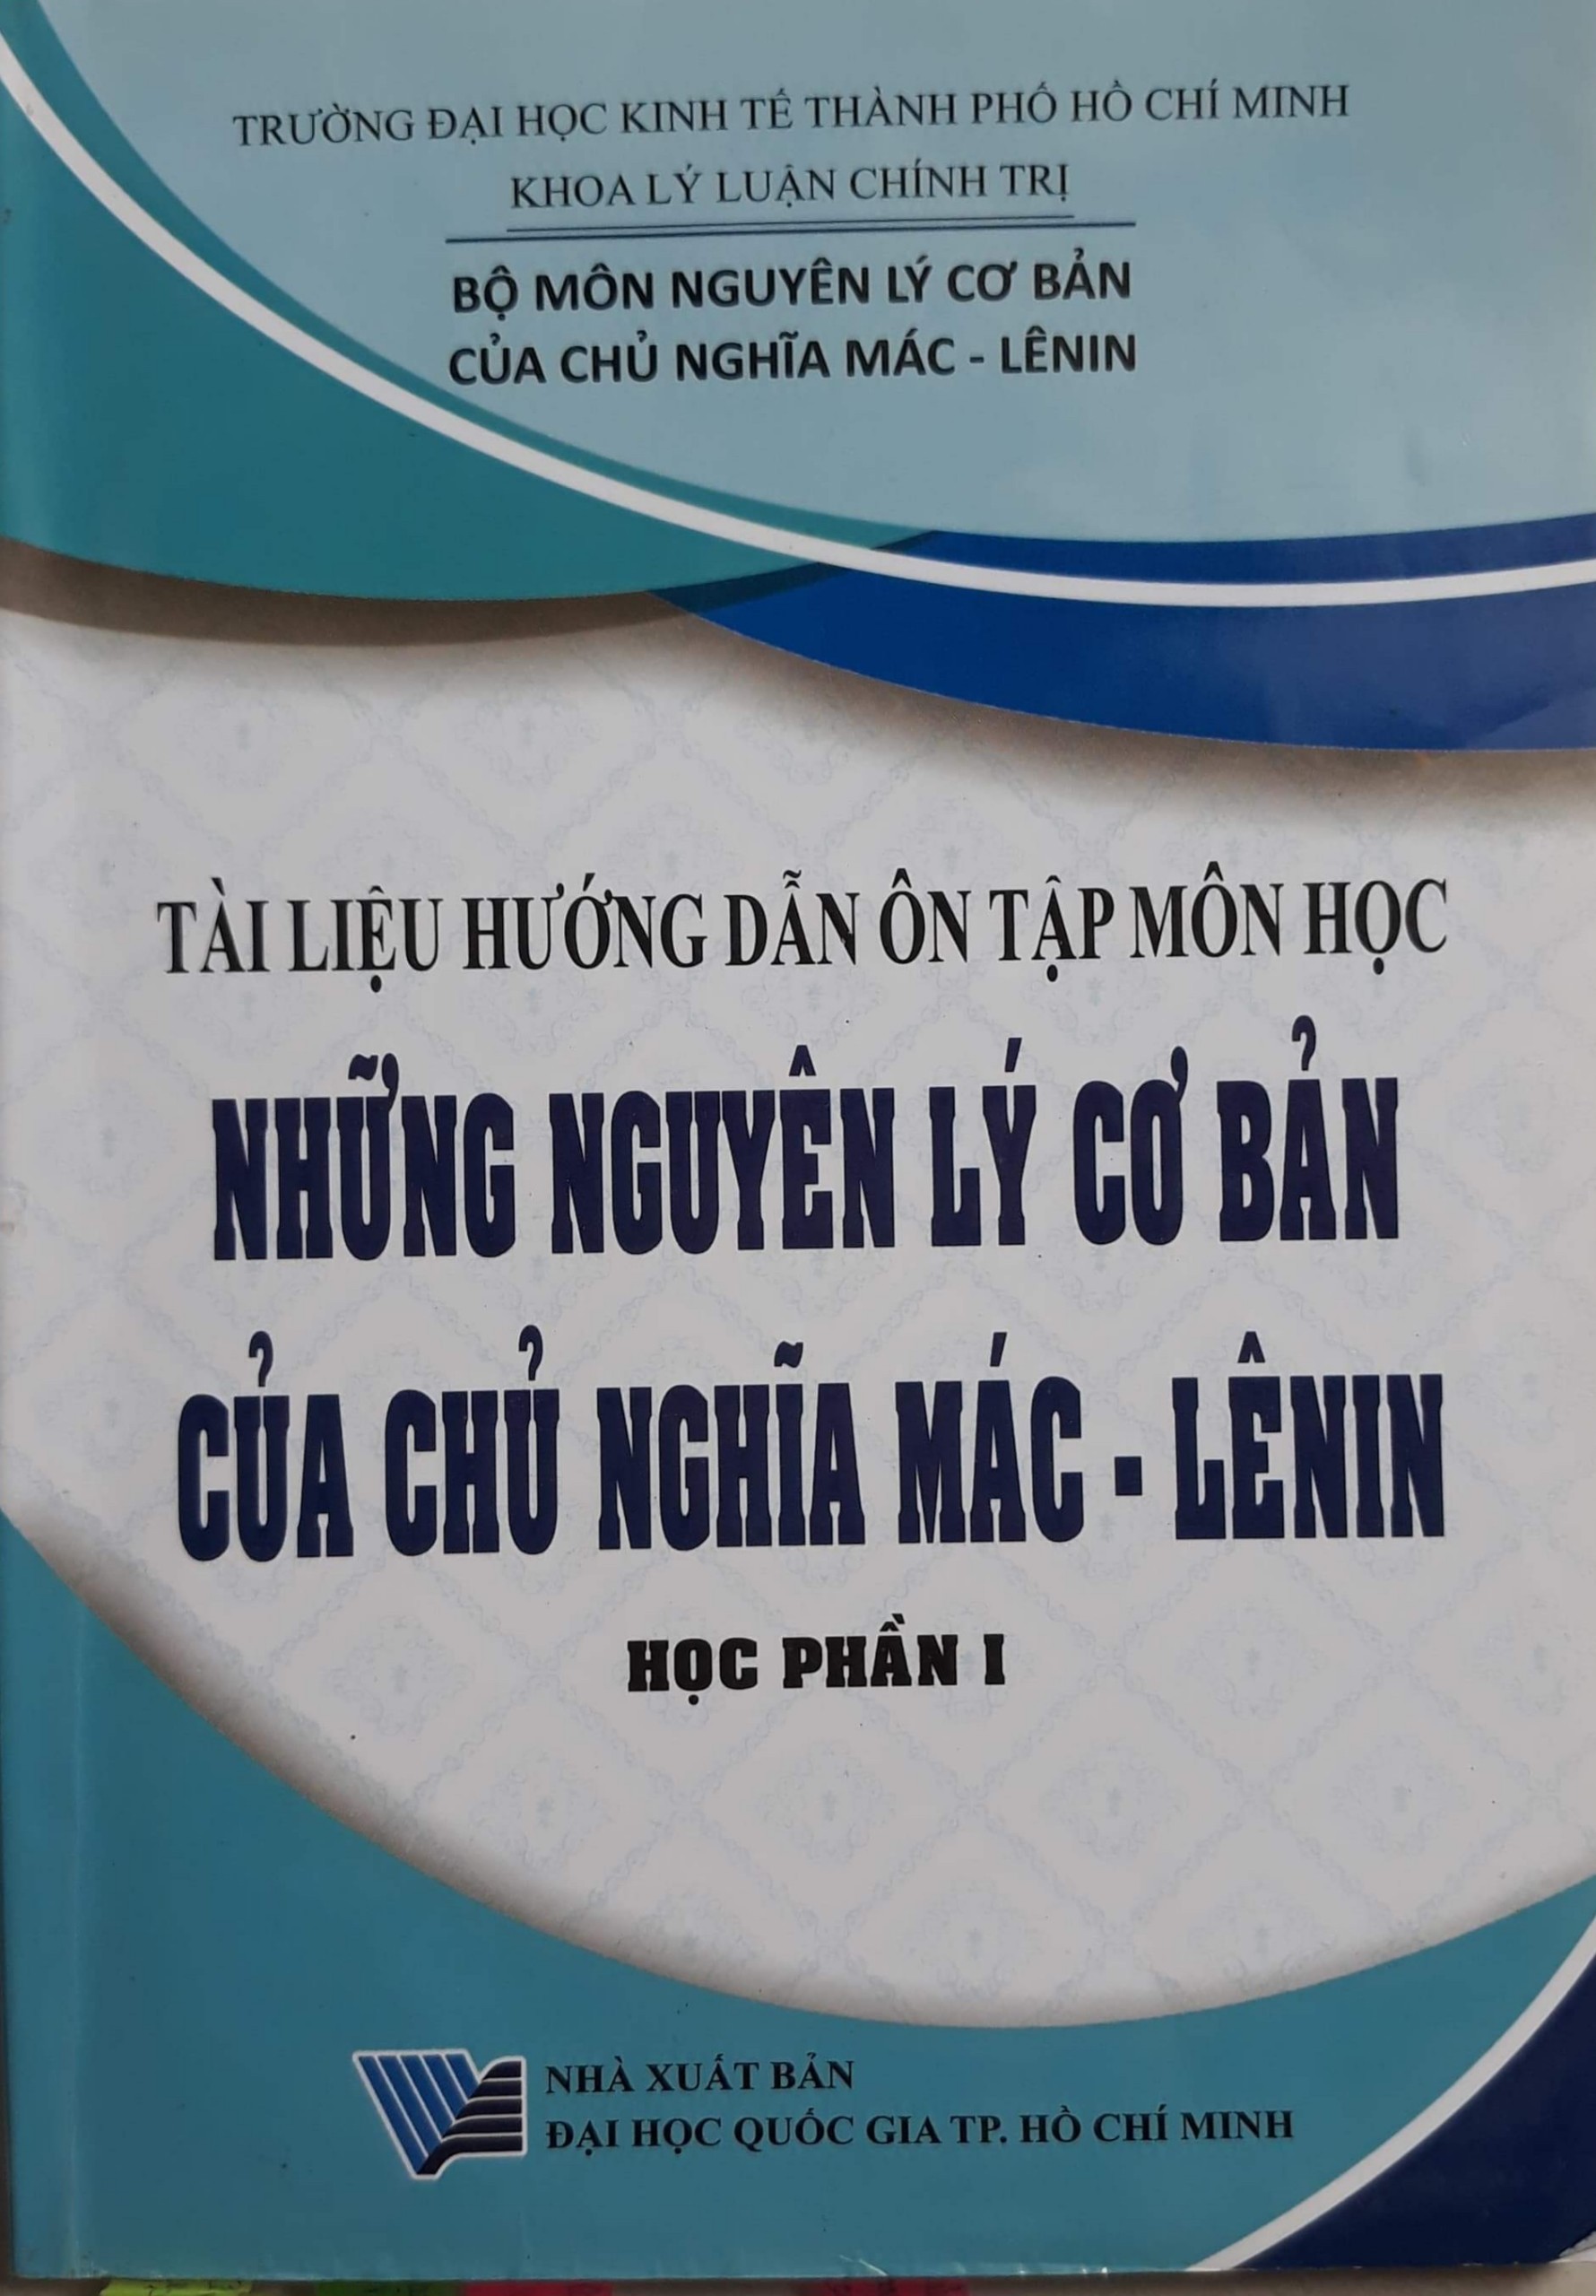 TRƯỜNG ĐẠI HỌC KINH TẾ THÀNH PHỐ HỒ CHÍ MINH
KHOA LÝ LUẬN CHÍNH TRỊ
BỘ MÔN NGUYÊN LÝ CƠ BẢN
CỦA CHỦ NGHĨA MÁC - LÊNIN
TÀI LIỆU HƯỚNG DẪN ÔN TẬP MÔN HỌC
NHỮNG NGUYÊN LÝ CƠ BẢN
CỦA CHỦ NGHĨA MÁC - LÊNIN
HỌC PHẦN I
NHÀ XUẤT BẢN
ĐẠI HỌC QUỐC GIA TP. HỒ CHÍ MINH